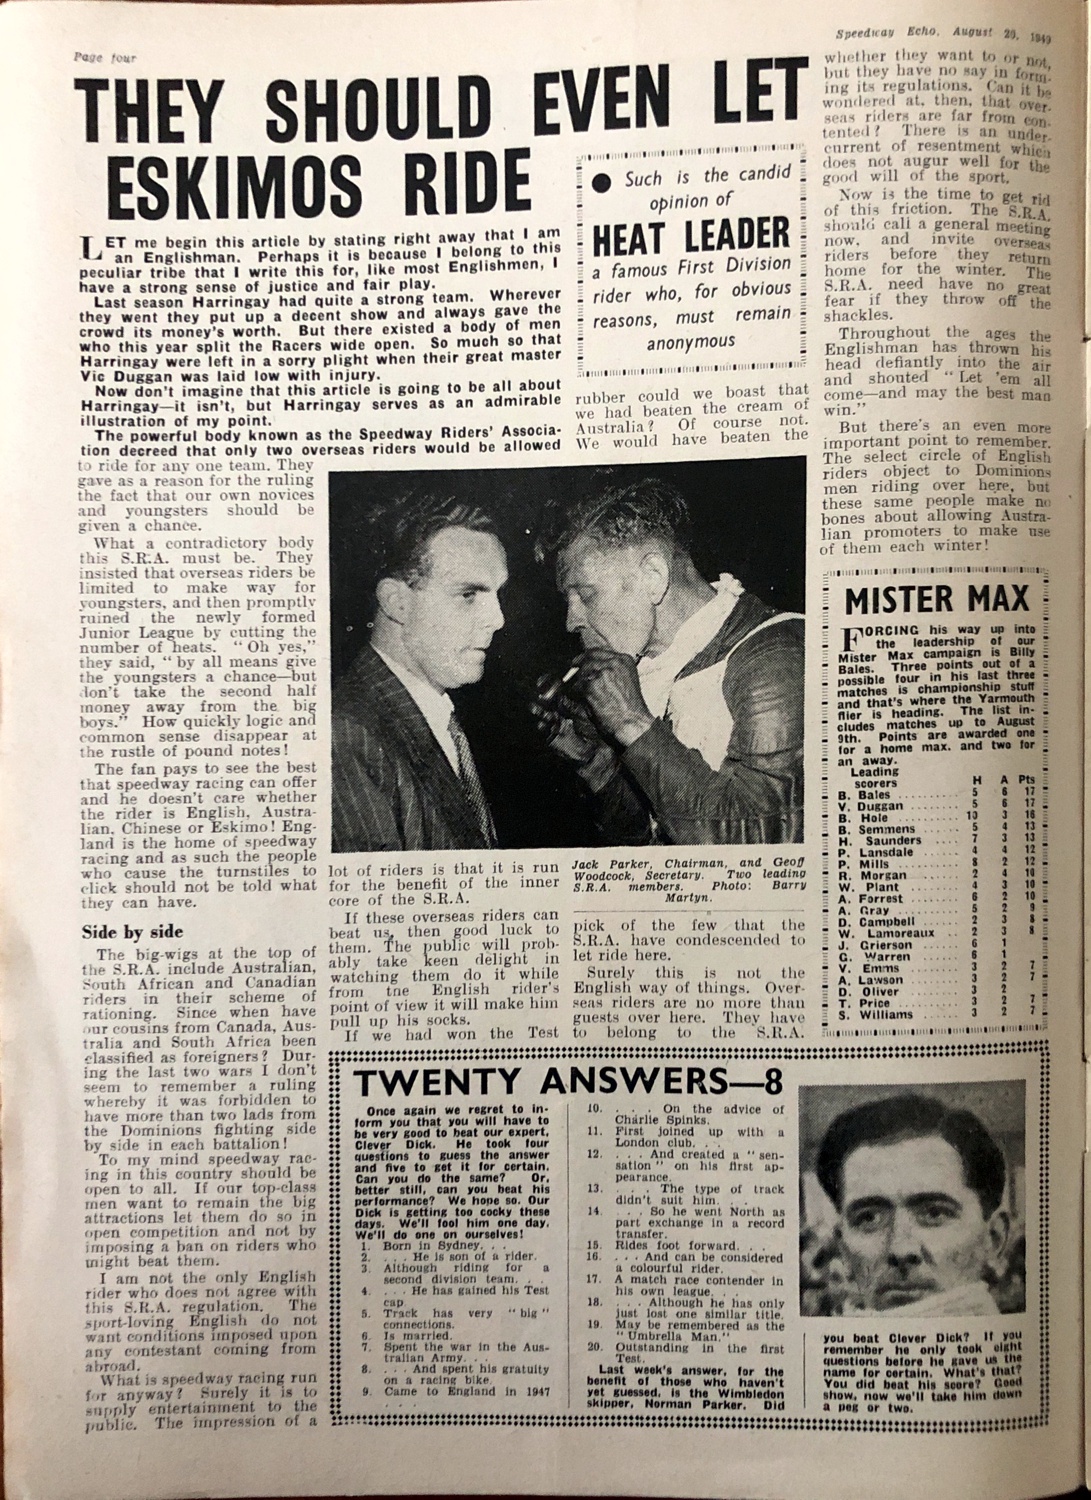 Page four
Speedway Echo, August 20, 1949
THEY SHOULD EVEN LET
ESKIMOS RIDE
● Such is the candid
opinion of
HEAT LEADER
a famous First Division
rider who, for obvious
reasons, must remain
anonymous
LET me begin this article by stating right away that I am
an Englishman. Perhaps it is because I belong to this
peculiar tribe that I write this for, like most Englishmen, I
have a strong sense of justice and fair play.
Last season Harringay had quite a strong team. Wherever
they went they put up a decent show and always gave the
crowd its money's worth. But there existed a body of men
who this year split the Racers wide open. So much so that
Harringay were left in a sorry plight when their great master
Vic Duggan was laid low with injury.
Now don't imagine that this article is going to be all about
Harringay—it isn't, but Harringay serves as an admirable
illustration of my point.
The powerful body known as the Speedway Riders' Associa-
tion decreed that only two overseas riders would be allowed
to ride for any one team. They
gave as a reason for the ruling
the fact that our own novices
and youngsters should be
given a chance.
What a contradictory body
this S.R.A. must be. They
insisted that overseas riders be
limited to make way for
youngsters, and then promptly
ruined the newly formed
Junior League by cutting the
number of heats. "Oh yes,"
they said, "by all means give
the youngsters a chance—but
don't take the second half
money away from the big
boys." How quickly logic and
common sense disappear at
the rustle of pound notes!
The fan pays to see the best
that speedway racing can offer
and he doesn't care whether
the rider is English, Austra-
lian, Chinese or Eskimo! Eng-
land is the home of speedway
racing and as such the people
who cause the turnstiles to
click should not be told what
they can have.
Side by side
The big-wigs at the top of
the S.R.A. include Australian,
South African and Canadian
riders in their scheme of
rationing. Since when have
our cousins from Canada, Aus-
tralia and South Africa been
classified as foreigners? Dur-
ing the last two wars I don't
seem to remember a ruling
whereby it was forbidden to
have more than two lads from
the Dominions fighting side
by side in each battalion!
To my mind speedway rac-
ing in this country should be
open to all. If our top-class
men want to remain the big
attractions let them do so in
open competition and not by
imposing a ban on riders who
might beat them.
I am not the only English
rider who does not agree with
this S.R.A. regulation. The
sport-loving English do not
want conditions imposed upon
any contestant coming from
abroad.
What is speedway racing run
for anyway? Surely it is to
supply entertainment to the
public. The impression of a
lot of riders is that it is run
for the benefit of the inner
core of the S.R.A.
If these overseas riders can
beat us, then good luck to
them. The public will prob-
ably take keen delight in
watching them do it while
from the English rider's
point of view it will make him
pull up his socks.
If we had won the Test
rubber could we boast that
we had beaten the cream of
Australia? Of course not.
We would have beaten the
Jack Parker, Chairman, and Geoff
Woodcock, Secretary. Two leading
S.R.A. members. Photo: Barry
Martyn.
pick of the few that the
S.R.A. have condescended to
let ride here.
Surely this is not the
English way of things. Over-
seas riders are no more than
guests over here. They have
to belong to the S.R.A.
whether they want to or not,
but they have no say in form-
ing its regulations. Can it be
wondered at, then, that over-
seas riders are far from con-
tented? There is an under-
current of resentment which
does not augur well for the
good will of the sport.
Now is the time to get rid
of this friction. The S.R.A.
should call a general meeting
now, and invite overseas
riders before they return
home for the winter. The
S.R.A. need have no great
fear if they throw off the
shackles.
Throughout the ages the
Englishman has thrown his
head defiantly into the air
and shouted "Let 'em all
come—and may the best man
win."
But there's an even more
important point to remember.
The select circle of English
riders object to Dominions
men riding over here, but
these same people make no
bones about allowing Austra-
lian promoters to make use
of them each winter!
MISTER MAX
FORCING his way up into
the leadership of our
Mister Max campaign is Billy
Bales. Three points out of a
possible four in his last three
matches is championship stuff
and that's where the Yarmouth
flier is heading. The list in-
cludes matches up to August
9th. Points are awarded one
for a home max. and two for
an away.
Leading
scorers H A Pts
B. Bales ........ 5 6 17
V. Duggan ........ 5 6 17
B. Hole ........ 10 3 16
B. Semmens ...... 5 4 13
H. Saunders ...... 7 3 13
P. Lansdale ...... 4 4 12
P. Mills ........ 8 2 12
R. Morgan ........ 2 4 10
W. Plant ........ 4 3 10
A. Forrest ...... 6 2 10
A. Gray ........ 5 2 9
D. Campbell ...... 2 3 8
W. Lamoreaux .. 2 3 8
J. Grierson ...... 6 1
G. Warren ...... 6 1
V. Emms ........ 3 2 7
A. Lawson ...... 3 2 7
D. Oliver ........ 3 2
T. Price ........ 3 2 7
S. Williams ...... 3 2 7
TWENTY ANSWERS—8
Once again we regret to in-
form you that you will have to
be very good to beat our expert,
Clever Dick. He took four
questions to guess the answer
and five to get it for certain.
Can you do the same? Or,
better still, can you beat his
performance? We hope so. Our
Dick is getting too cocky these
days. We'll fool him one day.
We'll do one on ourselves!
1. Born in Sydney. . .
2. . . . He is son of a rider.
3. Although riding for a
second division team. . .
4. . . . He has gained his Test
cap.
5. Track has very "big"
connections.
6. Is married.
7. Spent the war in the Aus-
tralian Army. . .
8. . . . And spent his gratuity
on a racing bike.
9. Came to England in 1947
. . . .
10. . . . On the advice of
Charlie Spinks.
11. First joined up with a
London club. . .
12. . . . And created a "sen-
sation" on his first ap-
pearance.
13. . . . The type of track
didn't suit him. . .
14. . . . So he went North as
part exchange in a record
transfer.
15. Rides foot forward. . .
16. . . . And can be considered
a colourful rider.
17. A match race contender in
his own league. . .
18. . . . Although he has only
just lost one similar title.
19. May be remembered as the
"Umbrella Man."
20. Outstanding in the first
Test.
Last week's answer, for the
benefit of those who haven't
yet guessed, is the Wimbledon
skipper, Norman Parker. Did
you beat Clever Dick? If you
remember he only took eight
questions before he gave us the
name for certain. What's that?
You did beat his score? Good
show, now we'll take him down
a peg or two.